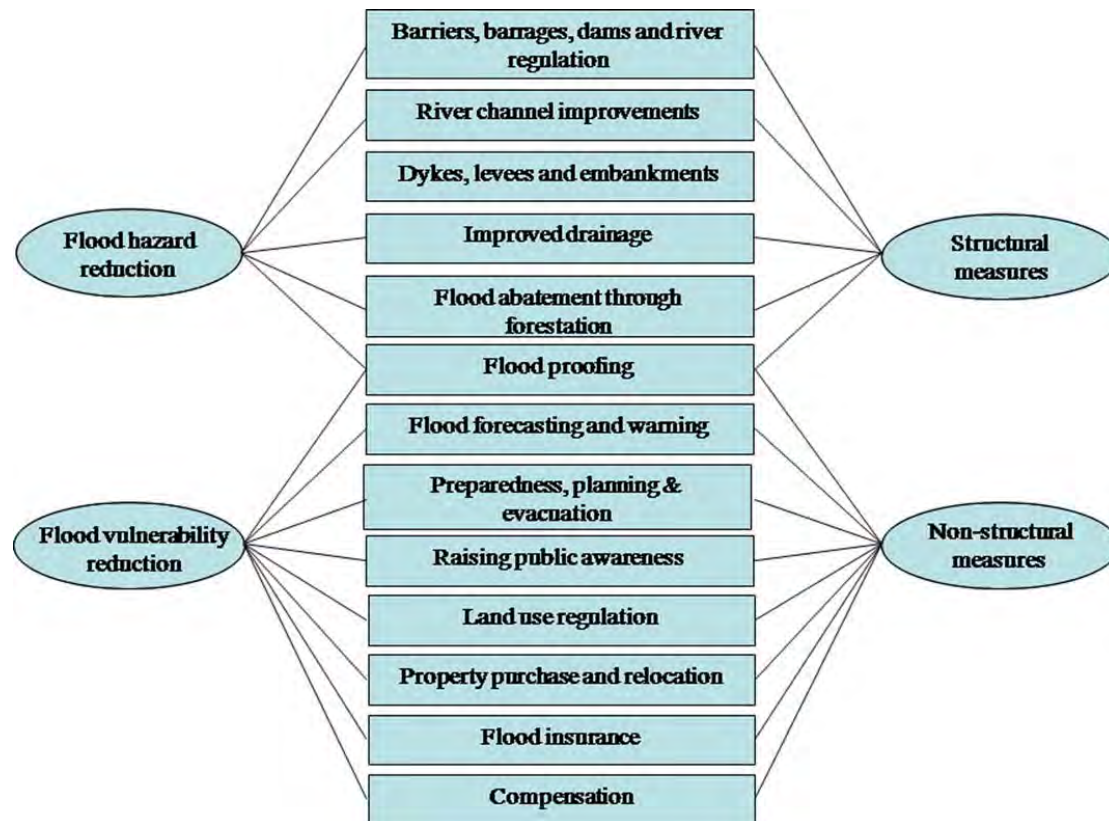 Barriers, barrages, dams and river
regulation
River channel improvements
Dykes, levees and embankments
Improved drainage
Flood abatement through
forestation
Flood proofing
Flood forecasting and warning
Preparedness, planning &
evacuation
Raising public awareness
Land use regulation
Property purchase and relocation
Flood insurance
Compensation
Flood hazard
reduction
Flood vulnerability
reduction
Structural
measures
Non-structural
measures